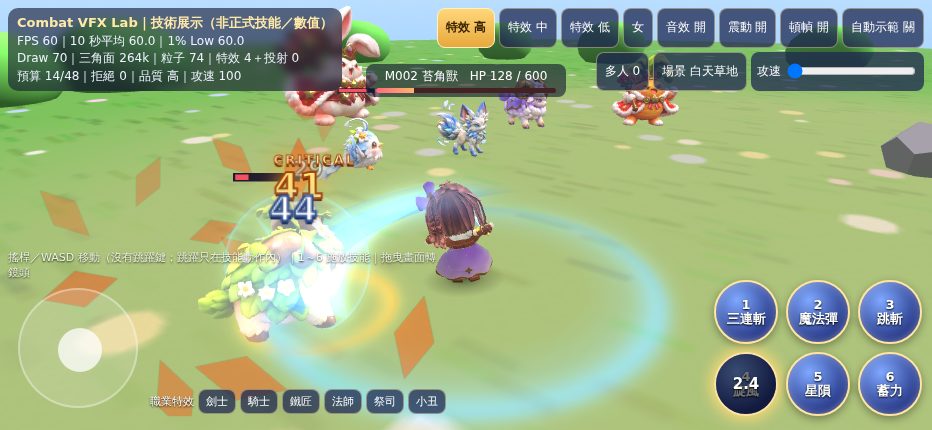 Combat VFX Lab｜技術展示（非正式技能／數值）
FPS 60｜10 秒平均 60.0｜1% Low 60.0
Draw 70｜三角面 264k｜粒子 74｜特效 4＋投射 0
預算 14/48｜拒絕 0｜品質 高｜攻速 100
特效 高
特效 中
特效 低
女
音效 開
震動 開
頓幀 開
自動示範 關
多人 0
場景 白天草地
攻速
M002 苔角獸 HP 128 / 600
CRITICAL
29
41
44
搖桿／WASD 移動（沒有跳躍鍵；跳躍只在技能動作內）｜1～6 施放技能｜拖曳畫面轉
鏡頭
1
三連斬
2
魔法彈
3
跳斬
4
2.4
旋風
5
星隕
6
蓄力
職業特效
劍士
騎士
鐵匠
法師
祭司
小丑